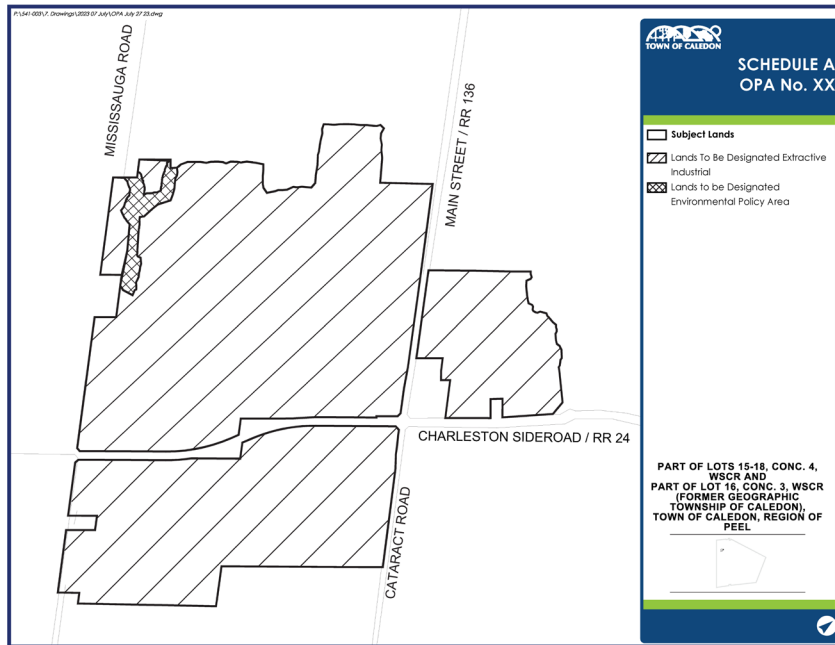 P:\541-003\7. Drawings\2023 07 July\OPA July 27 23.dwg
MISSISSAUGA ROAD
MAIN STREET / RR 136
CHARLESTON SIDEROAD / RR 24
CATARACT ROAD
TOWN OF CALEDON
SCHEDULE A
OPA No. XX
Subject Lands
Lands To Be Designated Extractive
Industrial
Lands to be Designated
Environmental Policy Area
PART OF LOTS 15-18, CONC. 4,
WSCR AND
PART OF LOT 16, CONC. 3, WSCR
(FORMER GEOGRAPHIC
TOWNSHIP OF CALEDON),
TOWN OF CALEDON, REGION OF
PEEL